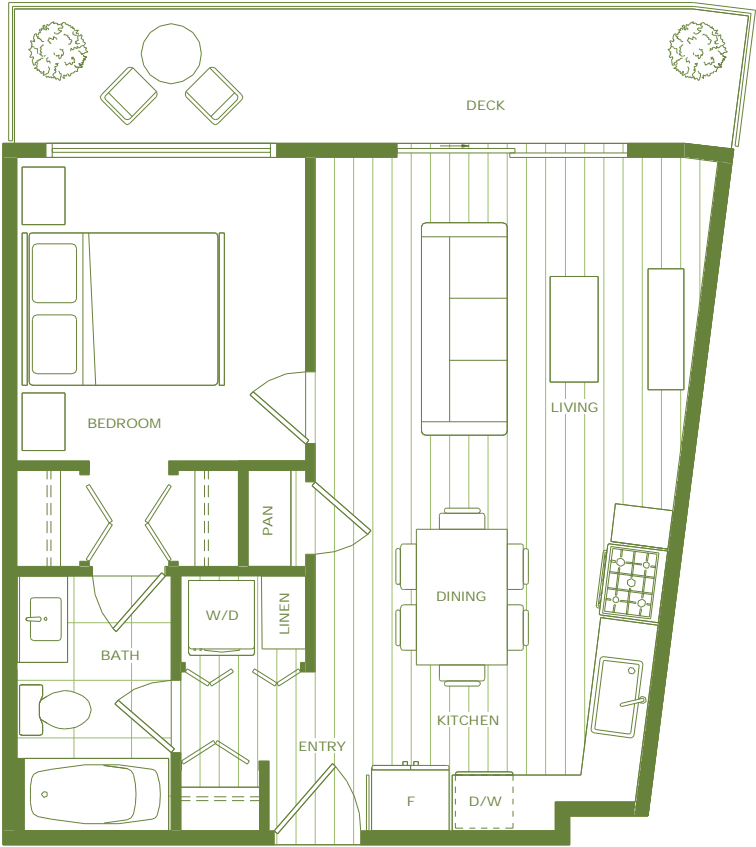 DECK
LIVING
BEDROOM
PAN
DINING
W/D
LINEN
BATH
KITCHEN
ENTRY
F
D/W